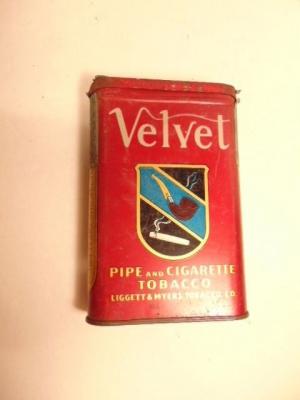 Velvet
PIPE AND CIGARETTE
TOBACCO
LIGGETT & MYERS TOBACCO CO.